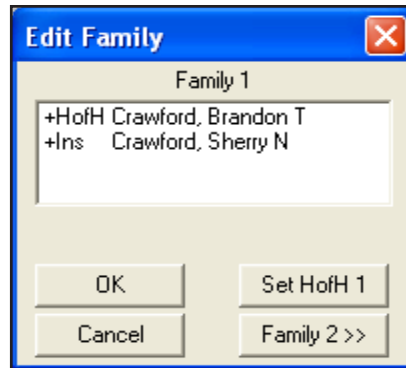 Edit Family
Family 1
+HofH Crawford, Brandon T
+Ins Crawford, Sherry N
OK Set HofH 1
Cancel Family 2 >>